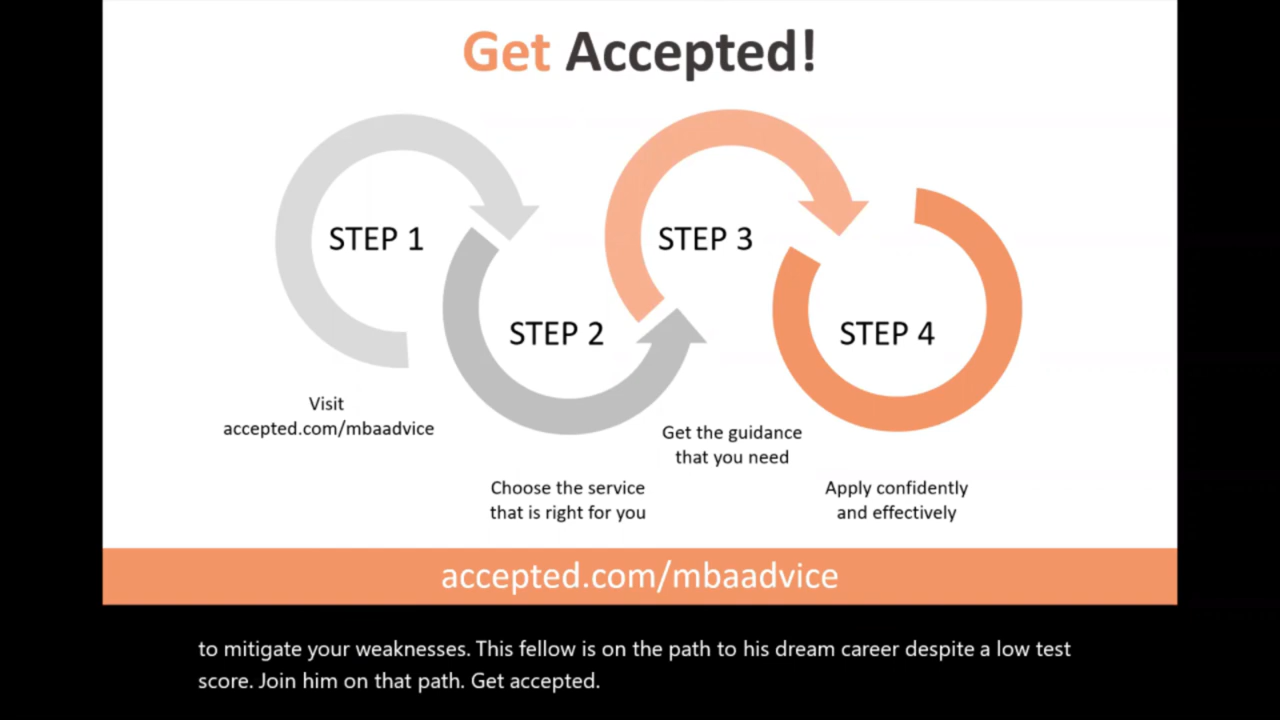 Get Accepted!
STEP 1
STEP 3
STEP 2
STEP 4
Visit
accepted.com/mbaadvice
Get the guidance
that you need
Choose the service
that is right for you
Apply confidently
and effectively
accepted.com/mbaadvice
to mitigate your weaknesses. This fellow is on the path to his dream career despite a low test
score. Join him on that path. Get accepted.